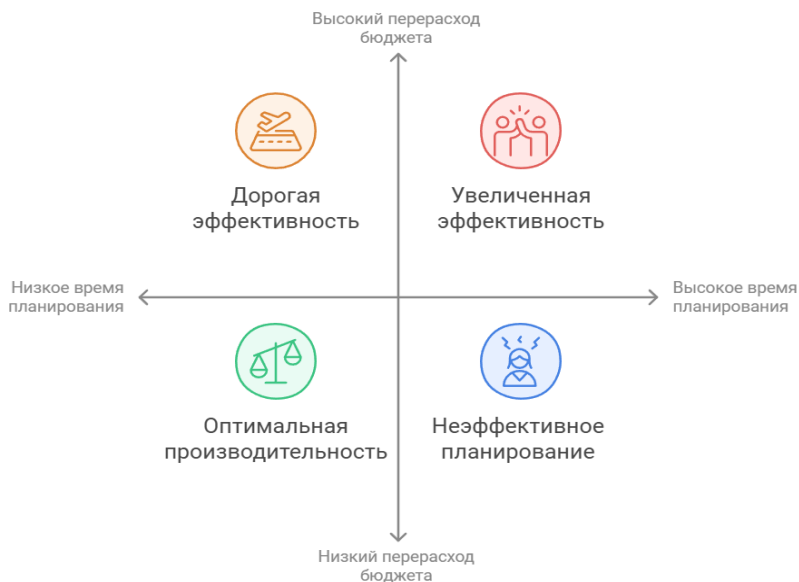 Высокий перерасход
бюджета
Дорогая
эффективность
Увеличенная
эффективность
Низкое время
планирования
Высокое время
планирования
Оптимальная
производительность
Неэффективное
планирование
Низкий перерасход
бюджета